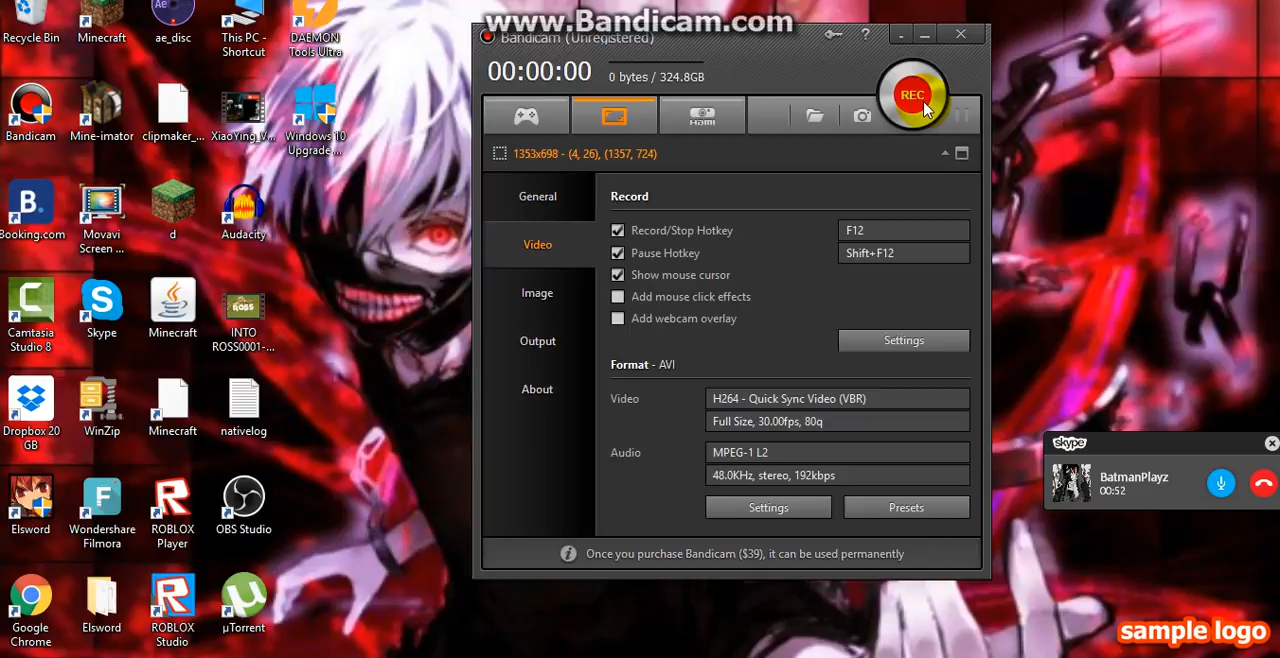 www.Bandicam.com
Bandicam (Unregistered)
00:00:00
0 bytes / 324.8GB
REC
HDMI
1353x698 - (4, 26), (1357, 724)
General
Video
Image
Output
About
Record
Record/Stop Hotkey
F12
Pause Hotkey
Shift+F12
Show mouse cursor
Add mouse click effects
Add webcam overlay
Settings
Format - AVI
Video
H264 - Quick Sync Video (VBR)
Full Size, 30.00fps, 80q
Audio
MPEG-1 L2
48.0KHz, stereo, 192kbps
Settings
Presets
Once you purchase Bandicam ($39), it can be used permanently
Recycle Bin
Minecraft
Ae
ae_disc
This PC -
Shortcut
DAEMON
Tools Ultra
Bandicam
Mine-imator
clipmaker_...
XiaoYing_V...
Windows 10
Upgrade...
B.
Booking.com
Movavi
Screen ...
d
Audacity
Camtasia
Studio 8
Skype
Minecraft
INTO
ROSS0001-...
Dropbox 20
GB
WinZip
Minecraft
nativelog
Elsword
Wondershare
Filmora
ROBLOX
Player
OBS Studio
Google
Chrome
Elsword
ROBLOX
Studio
µTorrent
skype
BatmanPlayz
00:52
sample logo